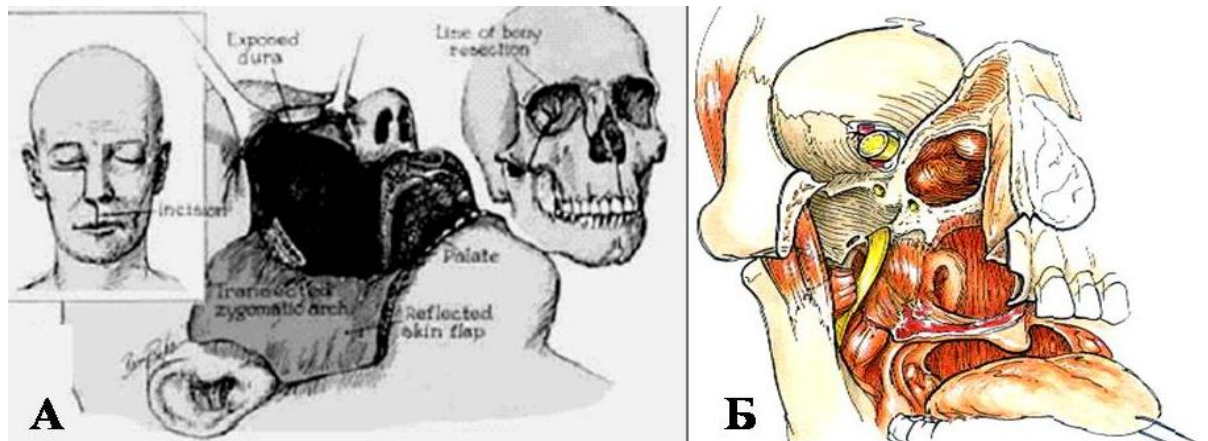 Exposed
dura
Line of bony
resection
incision
Palate
Transected
zygomatic arch
Reflected
skin flap
А
Б